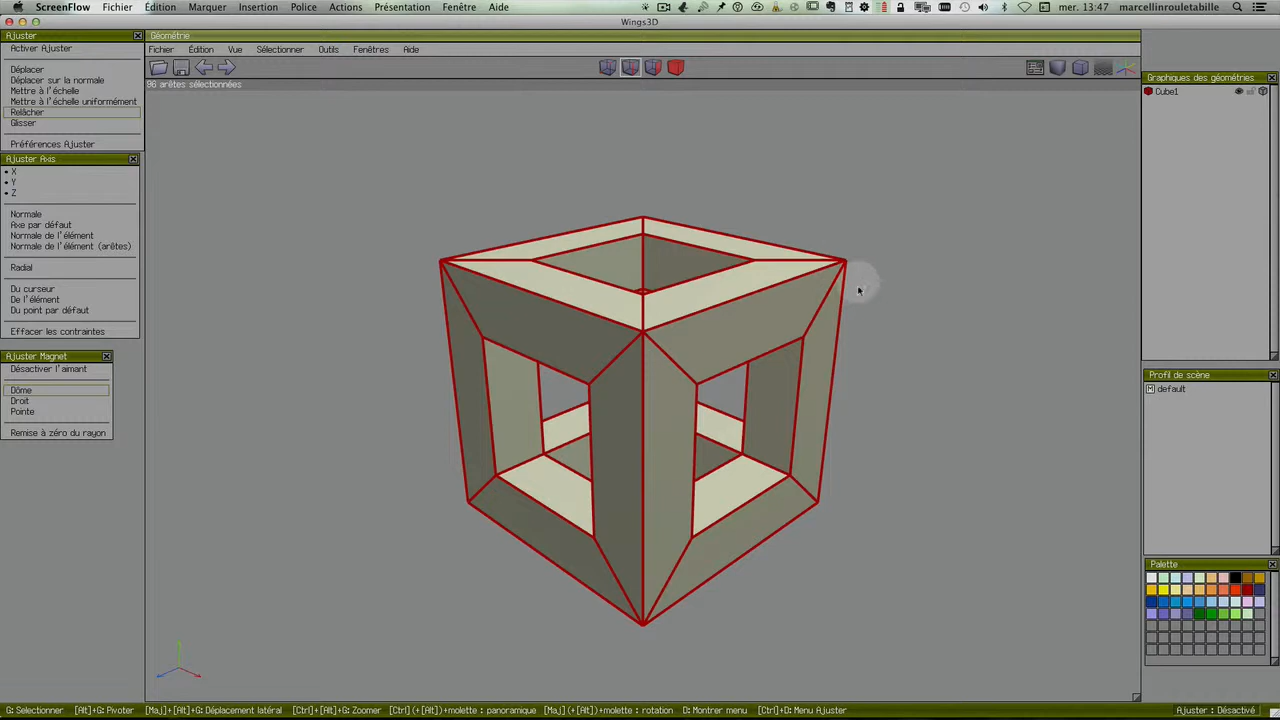 ScreenFlow Fichier Édition Marquer Insertion Police Actions Présentation Fenêtre Aide mer. 13:47 marcellinrouletabille
Wings3D
Ajuster
Activer Ajuster
Déplacer
Déplacer sur la normale
Mettre à l'échelle
Mettre à l'échelle uniformément
Relâcher
Glisser
Préférences Ajuster
Ajuster Axis
X
Y
Z
Normale
Axe par défaut
Normale de l'élément
Normale de l'élément (arêtes)
Radial
Du curseur
De l'élément
Du point par défaut
Effacer les contraintes
Ajuster Magnet
Désactiver l'aimant
Dôme
Droit
Pointe
Remise à zéro du rayon
Géométrie
Fichier Édition Vue Sélectionner Outils Fenêtres Aide
96 arêtes sélectionnées
Graphiques des géométries
Cube1
Profil de scène
M default
Palette
G: Selectionner [Alt]+G: Pivoter [Maj]+[Alt]+G: Déplacement latéral [Ctrl]+[Alt]+G: Zoomer [Ctrl](+[Alt])+molette : panoramique [Maj](+[Alt])+molette : rotation D: Montrer menu [Ctrl]+D: Menu Ajuster Ajuster : Désactivé